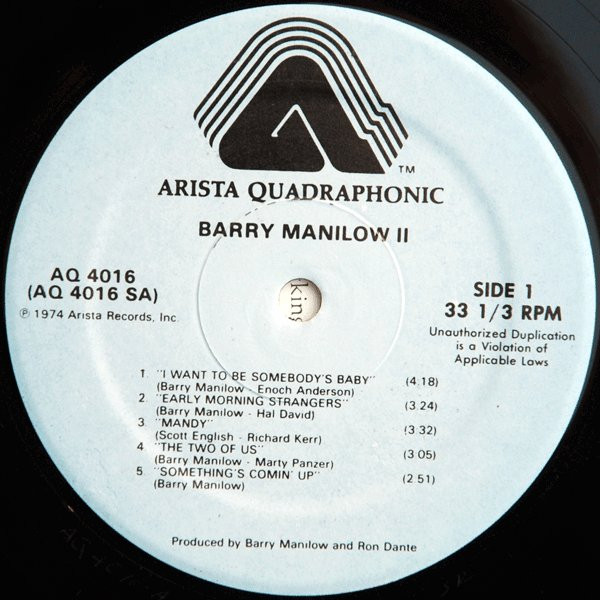 TM
ARISTA QUADRAPHONIC
BARRY MANILOW II
AQ 4016
(AQ 4016 SA)
℗ 1974 Arista Records, Inc.
SIDE 1
33 1/3 RPM
Unauthorized Duplication
is a Violation of
Applicable Laws
kins
1. "I WANT TO BE SOMEBODY'S BABY" (4.18)
(Barry Manilow - Enoch Anderson)
2. "EARLY MORNING STRANGERS" (3.24)
(Barry Manilow - Hal David)
3. "MANDY" (3 32)
(Scott English - Richard Kerr)
4. "THE TWO OF US" (3 05)
(Barry Manilow - Marty Panzer)
5. "SOMETHING'S COMIN' UP" (2.51)
(Barry Manilow)
Produced by Barry Manilow and Ron Dante